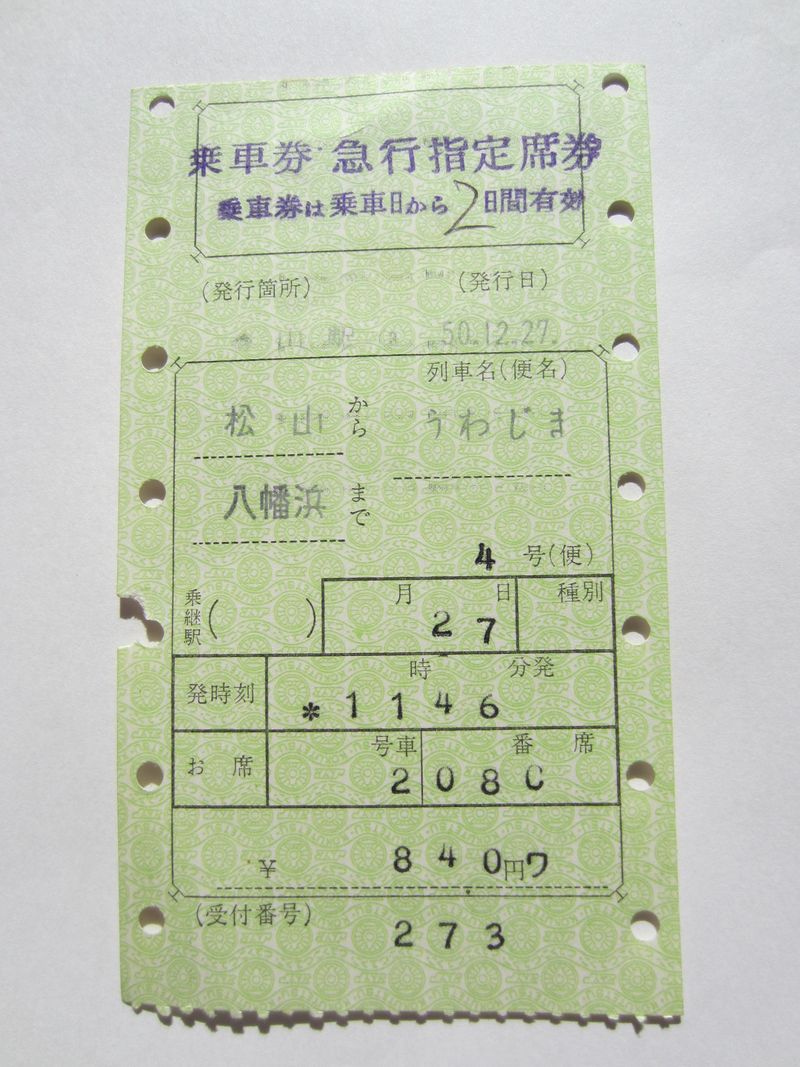 乗車券・急行指定席券
乗車券は乗車日から2日間有効
(発行箇所) (発行日)
山駅 50.12.27.
列車名(便名)
松山から うわじま
八幡浜まで
4 号(便)
乗継駅( ) 月 日 種別
27
時 分発
発時刻 *1146
号車 番 席
お 席 2 08C
¥ 840円ワ
(受付番号)
273